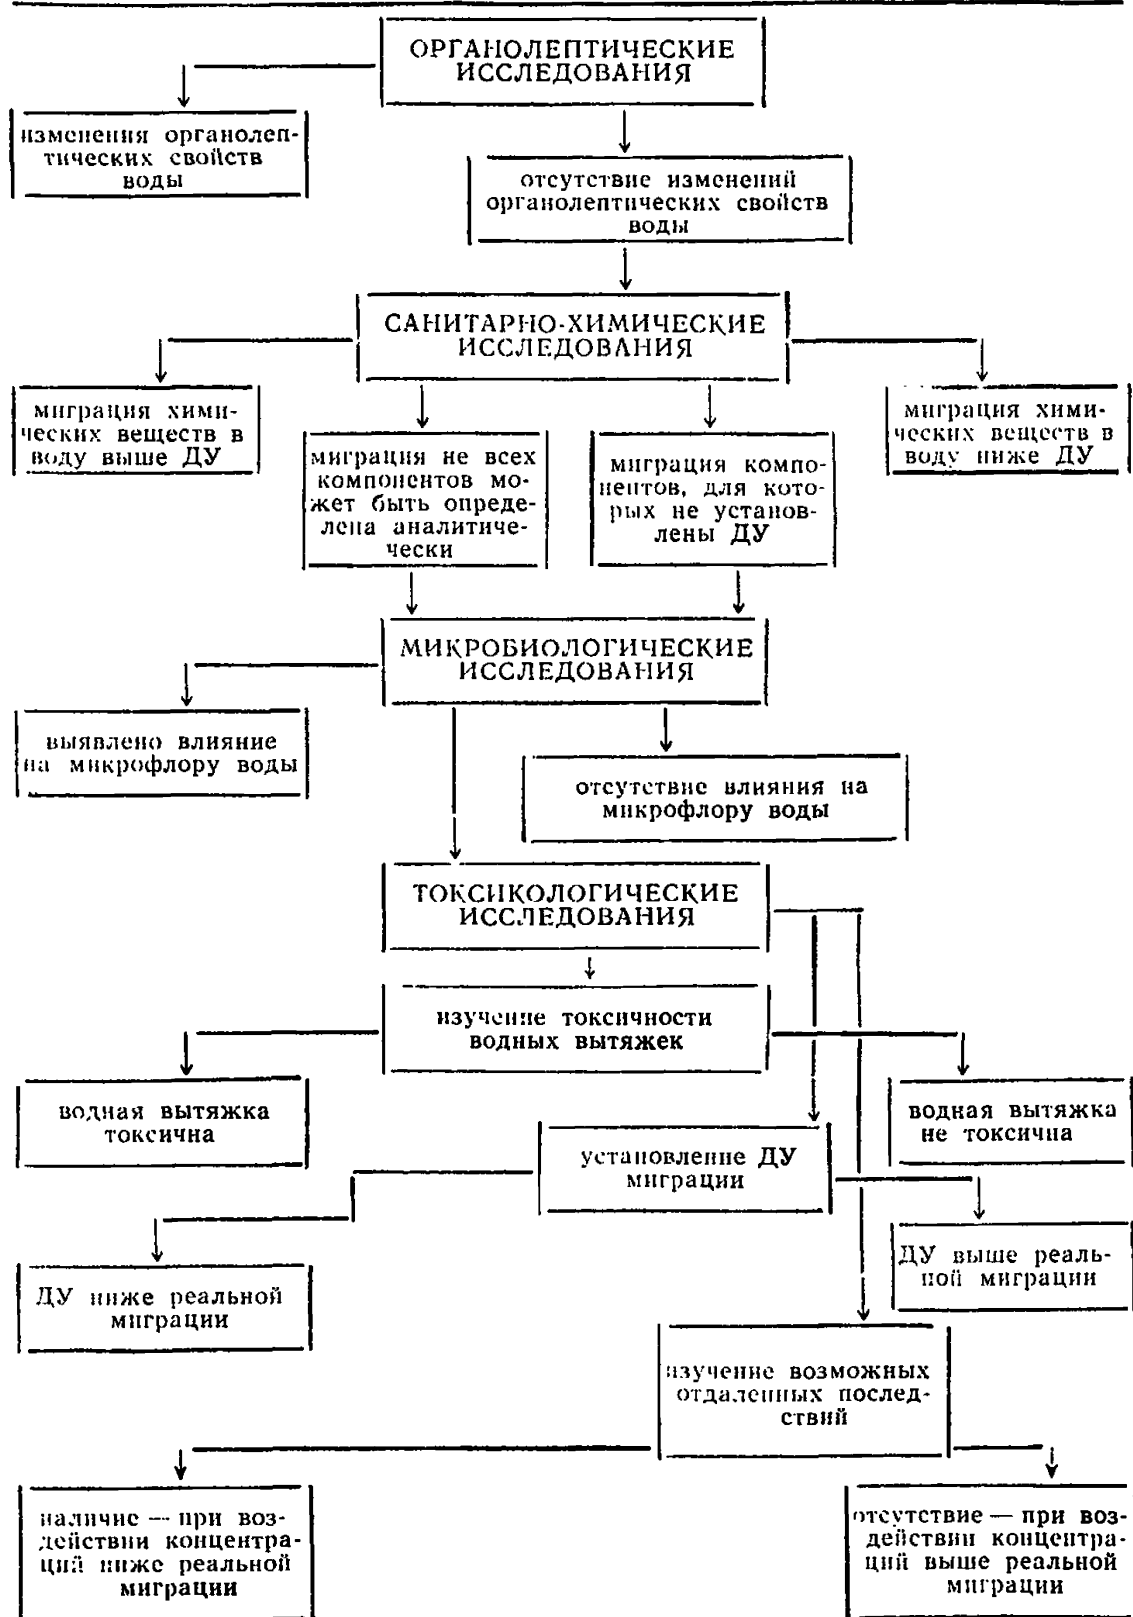 ОРГАНОЛЕПТИЧЕСКИЕ
ИССЛЕДОВАНИЯ
изменения органолеп-
тических свойств
воды
отсутствие изменений
органолептических свойств
воды
САНИТАРНО-ХИМИЧЕСКИЕ
ИССЛЕДОВАНИЯ
миграция хими-
ческих веществ в
воду выше ДУ
миграция не всех
компонентов мо-
жет быть опреде-
лена аналитиче-
чески
миграция компо-
нентов, для кото-
рых не установ-
лены ДУ
миграция хими-
ческих веществ в
воду ниже ДУ
МИКРОБИОЛОГИЧЕСКИЕ
ИССЛЕДОВАНИЯ
выявлено влияние
на микрофлору воды
отсутствие влияния на
микрофлору воды
ТОКСИКОЛОГИЧЕСКИЕ
ИССЛЕДОВАНИЯ
изучение токсичности
водных вытяжек
водная вытяжка
токсична
водная вытяжка
не токсична
установление ДУ
миграции
ДУ ниже реальной
миграции
ДУ выше реаль-
ной миграции
изучение возможных
отдаленных послед-
ствий
наличие — при воз-
действии концентра-
ций ниже реальной
миграции
отсутствие — при воз-
действии концентра-
ций выше реальной
миграции